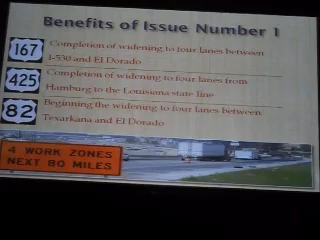 Benefits of Issue Number 1
167
Completion of widening to four lanes between
I-530 and El Dorado
425
Completion of widening to four lanes from
Hamburg to the Louisiana state line
82
Beginning the widening to four lanes between
Texarkana and El Dorado
4 WORK ZONES
NEXT 80 MILES